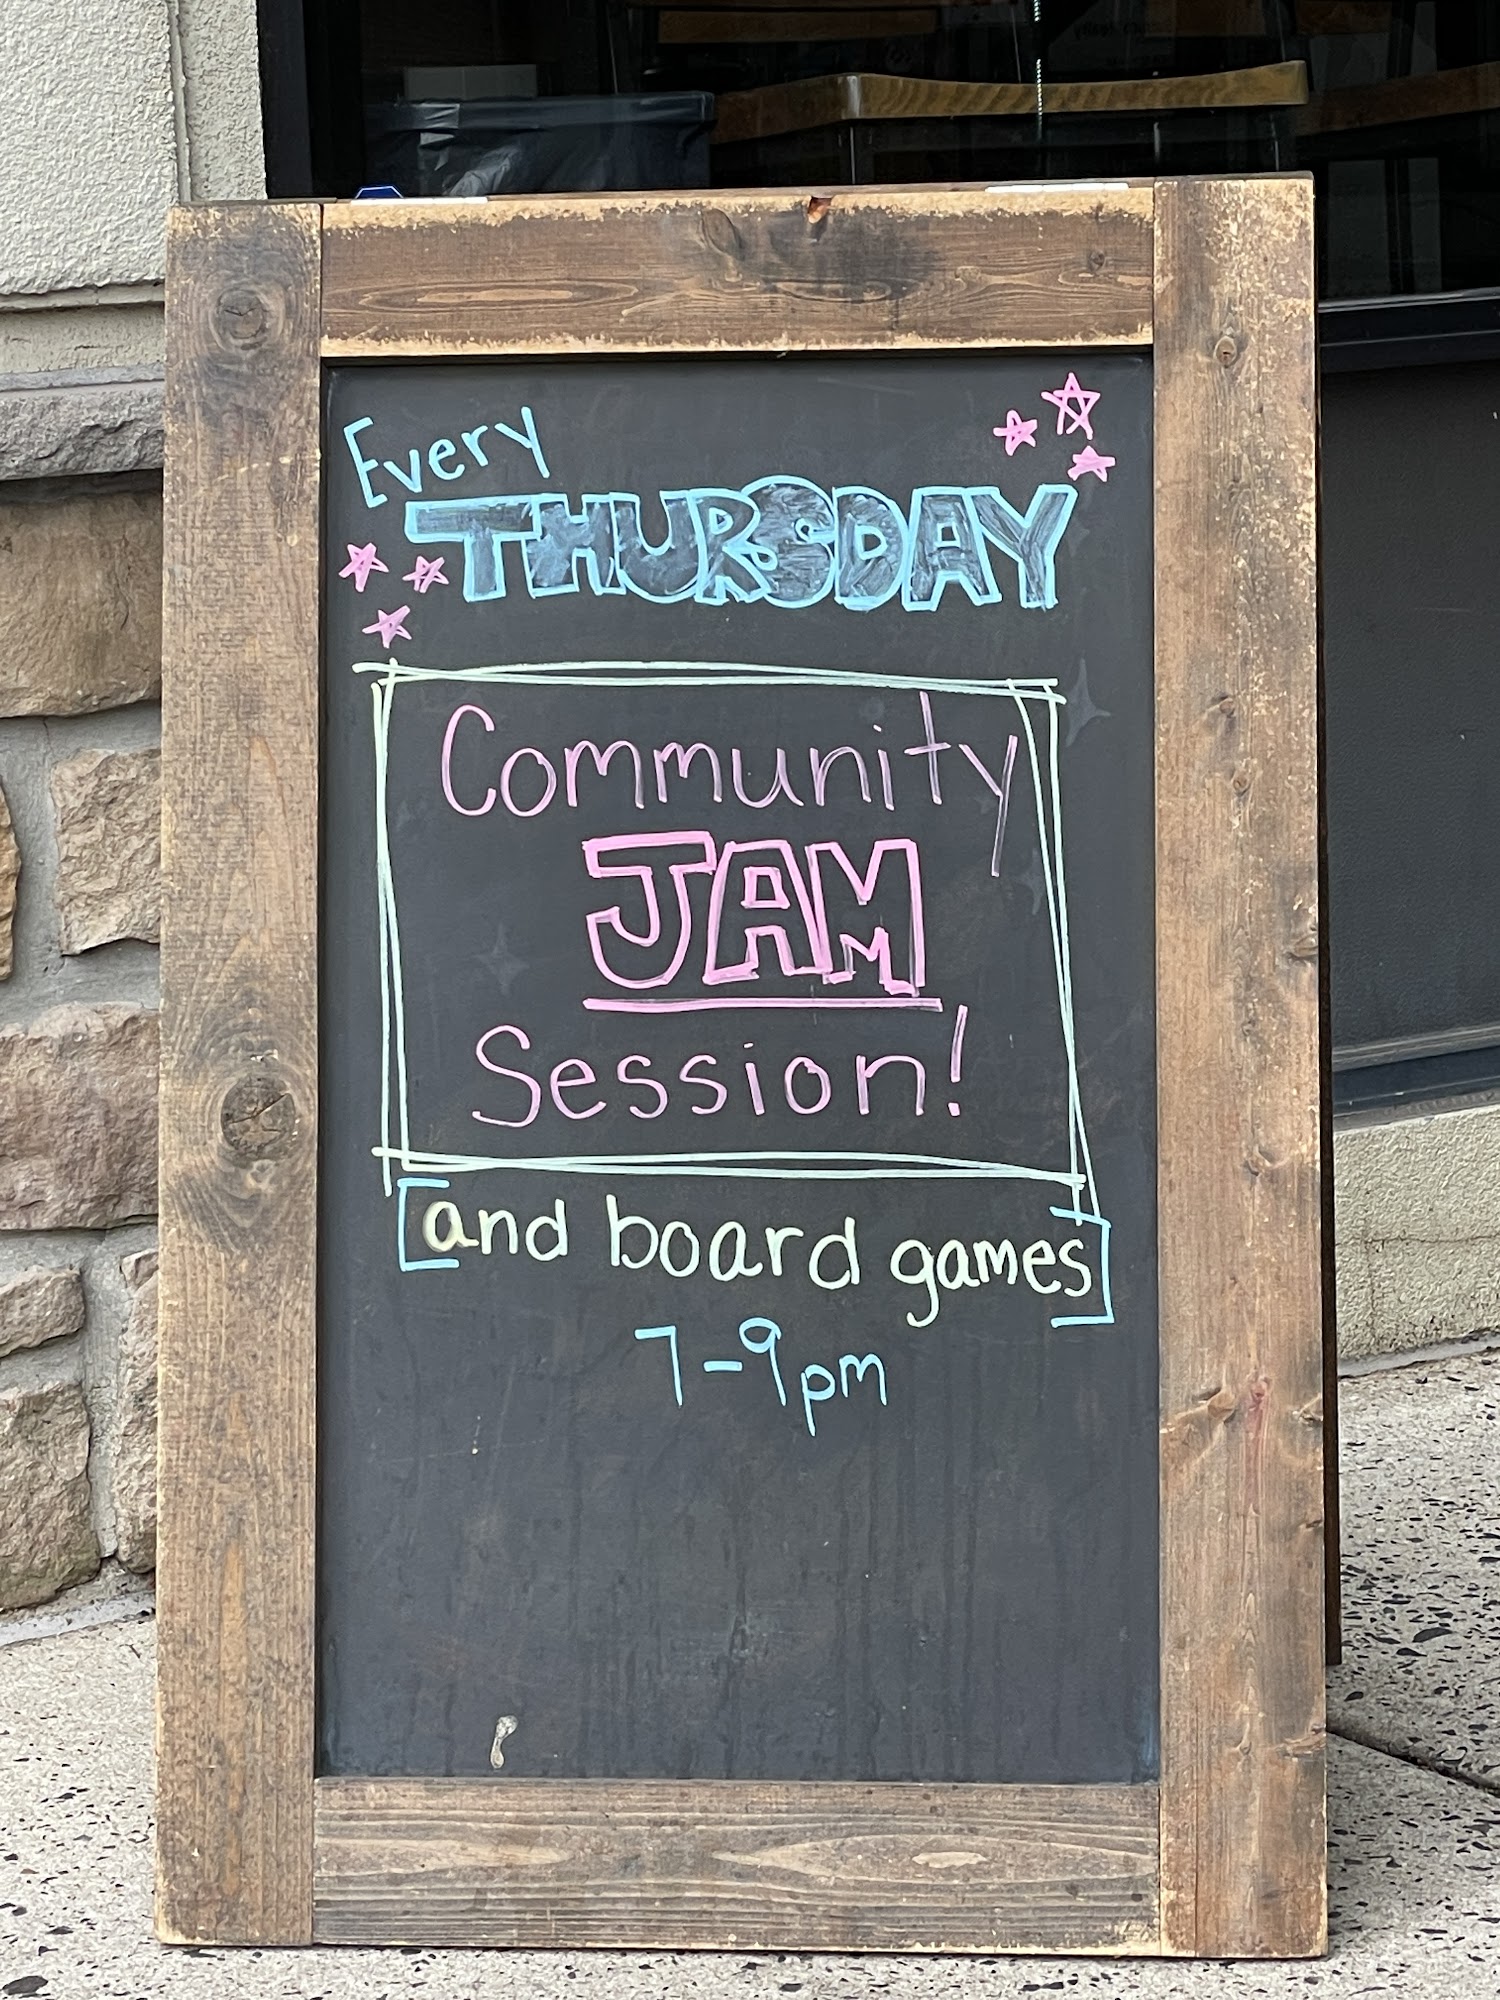 Every
THURSDAY
Community
JAM
Session!
[and board games]
7-9pm